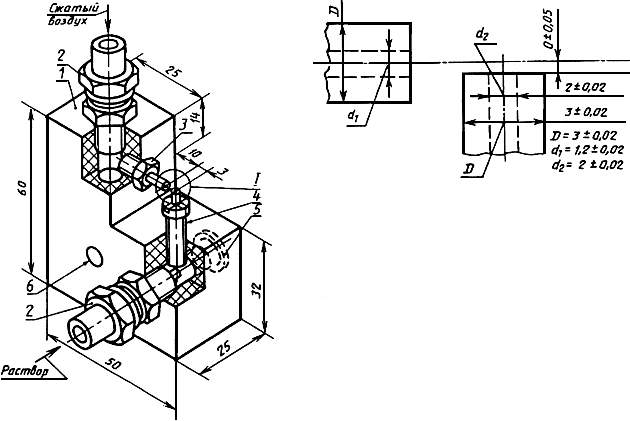 Сжатый
воздух
2
1
25
14
3
10
3
I
4
5
60
6
2
32
25
50
Раствор
D
d₁
d₂
0±0,05
2±0,02
3±0,02
D=3±0,02
d₁=1,2±0,02
d₂=2±0,02
D